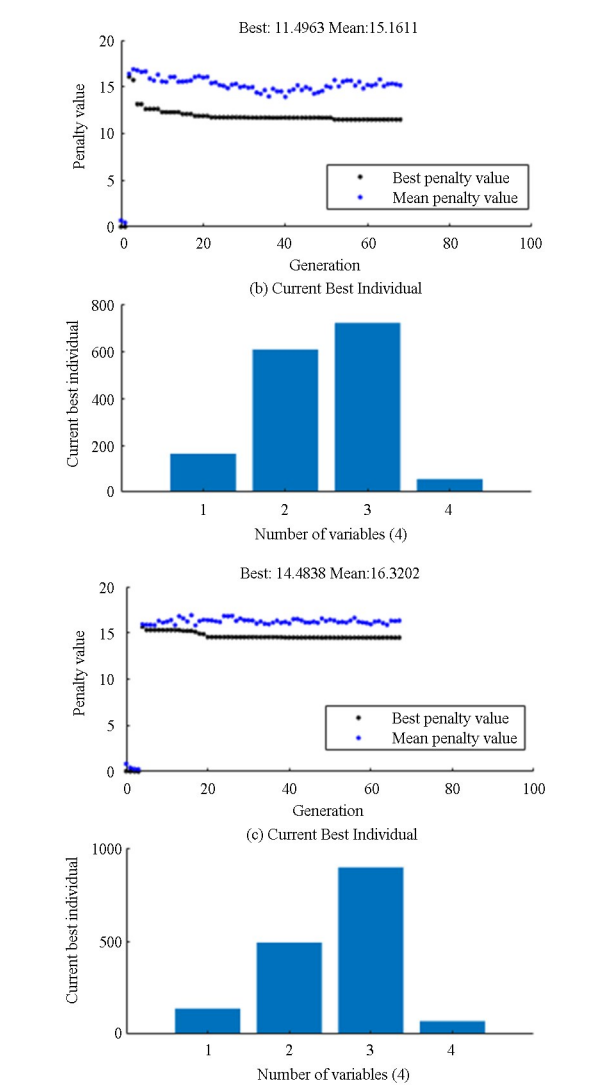 Best: 11.4963 Mean:15.1611
20
15
10
5
0
Penalty value
Best penalty value
Mean penalty value
0 20 40 60 80 100
Generation
(b) Current Best Individual
800
600
400
200
0
Current best individual
1 2 3 4
Number of variables (4)
Best: 14.4838 Mean:16.3202
20
15
10
5
0
Penalty value
Best penalty value
Mean penalty value
0 20 40 60 80 100
Generation
(c) Current Best Individual
1000
500
0
Current best individual
1 2 3 4
Number of variables (4)